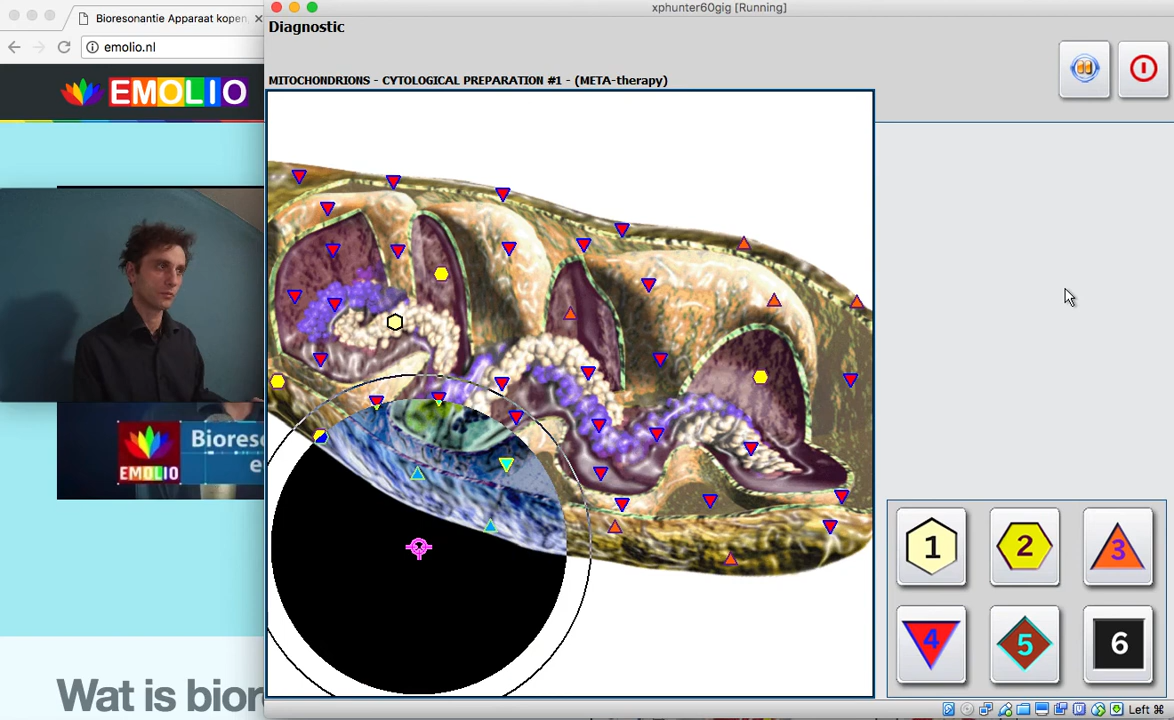 Bioresonantie Apparaat kopen,
emolio.nl
EMOLIO
Biores
e
EMOLIO
Wat is biore
xphunter60gig [Running]
Diagnostic
MITOCHONDRIONS - CYTOLOGICAL PREPARATION #1 - (META-therapy)
1
2
3
4
5
6
Left ⌘